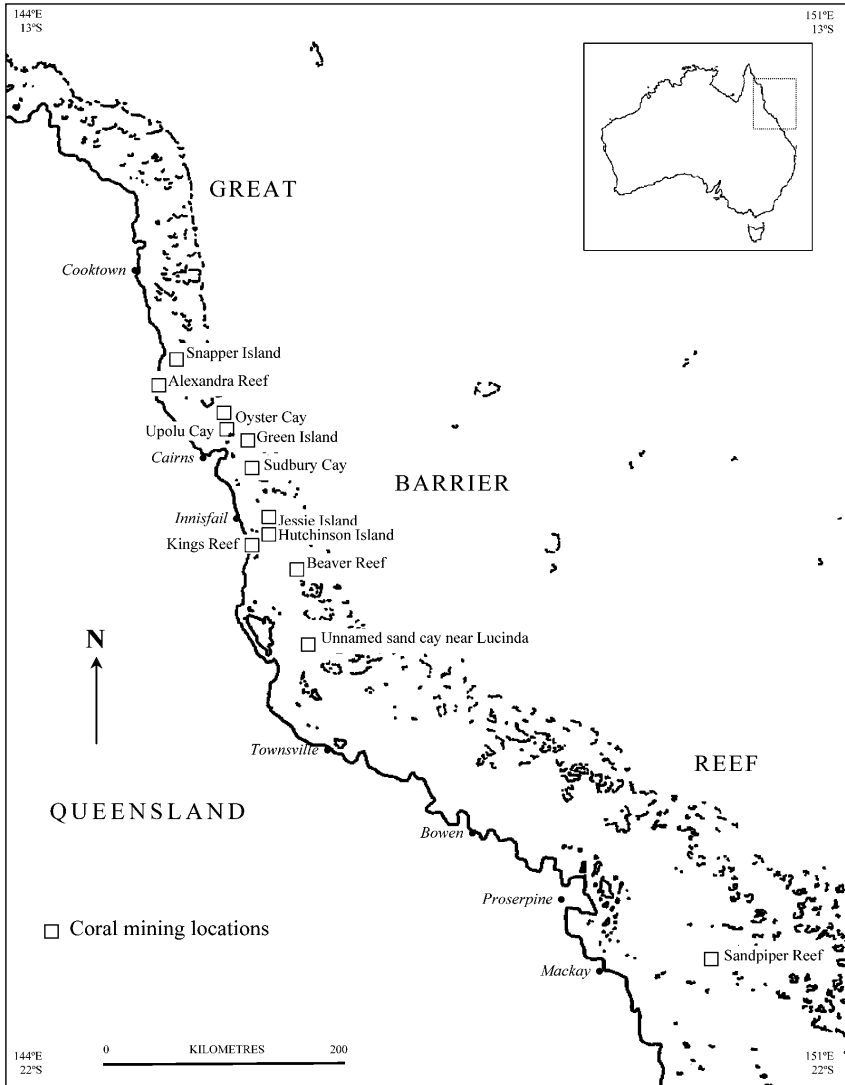 144ºE
13ºS
151ºE
13ºS
GREAT
Cooktown
Snapper Island
Alexandra Reef
Oyster Cay
Upolu Cay
Green Island
Cairns
Sudbury Cay
BARRIER
Innisfail
Jessie Island
Hutchinson Island
Kings Reef
Beaver Reef
N
Unnamed sand cay near Lucinda
Townsville
REEF
QUEENSLAND
Bowen
Proserpine
Coral mining locations
Sandpiper Reef
Mackay
0 KILOMETRES 200
144ºE
22ºS
151ºE
22ºS